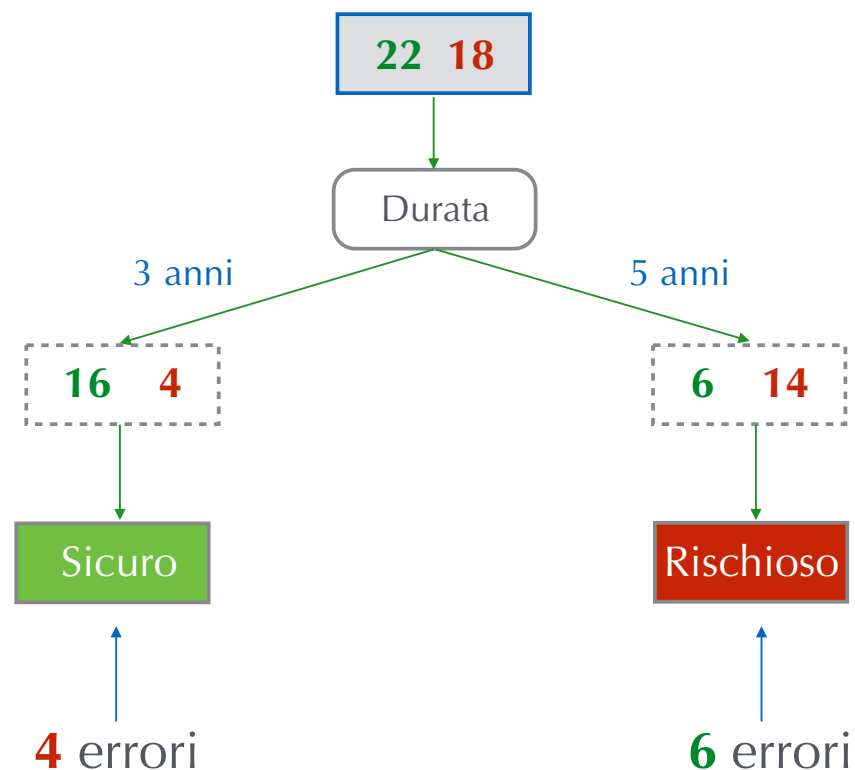 22 18
Durata
3 anni 5 anni
16 4 6 14
Sicuro Rischioso
4 errori 6 errori